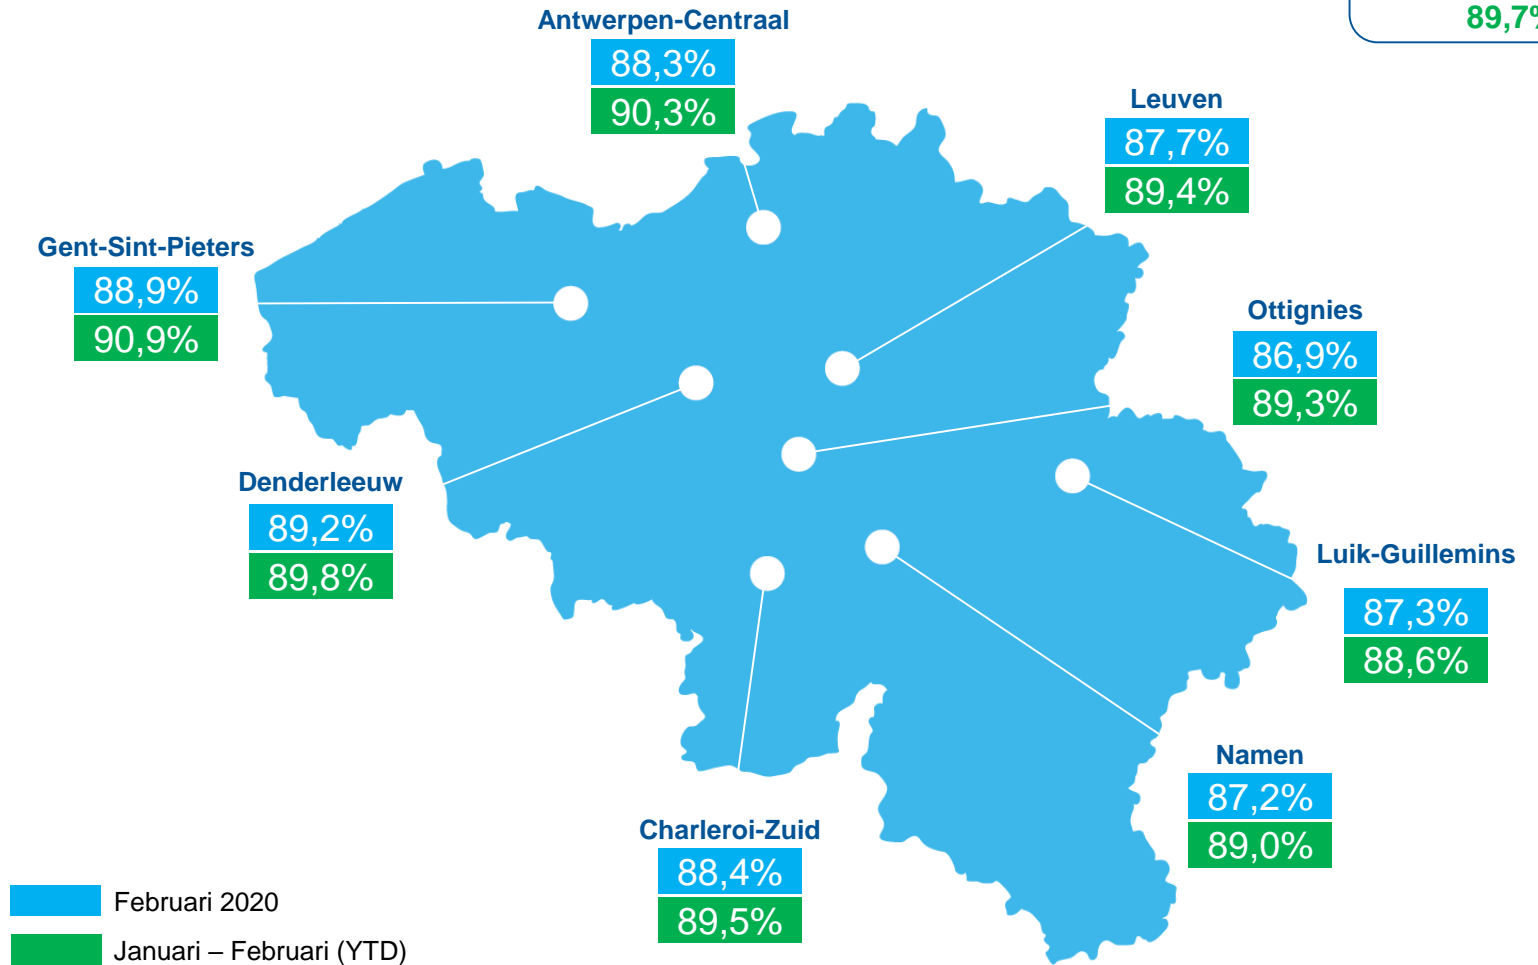 89,7%
Antwerpen-Centraal
88,3%
90,3%
Leuven
87,7%
89,4%
Gent-Sint-Pieters
88,9%
90,9%
Ottignies
86,9%
89,3%
Denderleeuw
89,2%
89,8%
Luik-Guillemins
87,3%
88,6%
Namen
87,2%
89,0%
Charleroi-Zuid
88,4%
89,5%
Februari 2020
Januari – Februari (YTD)